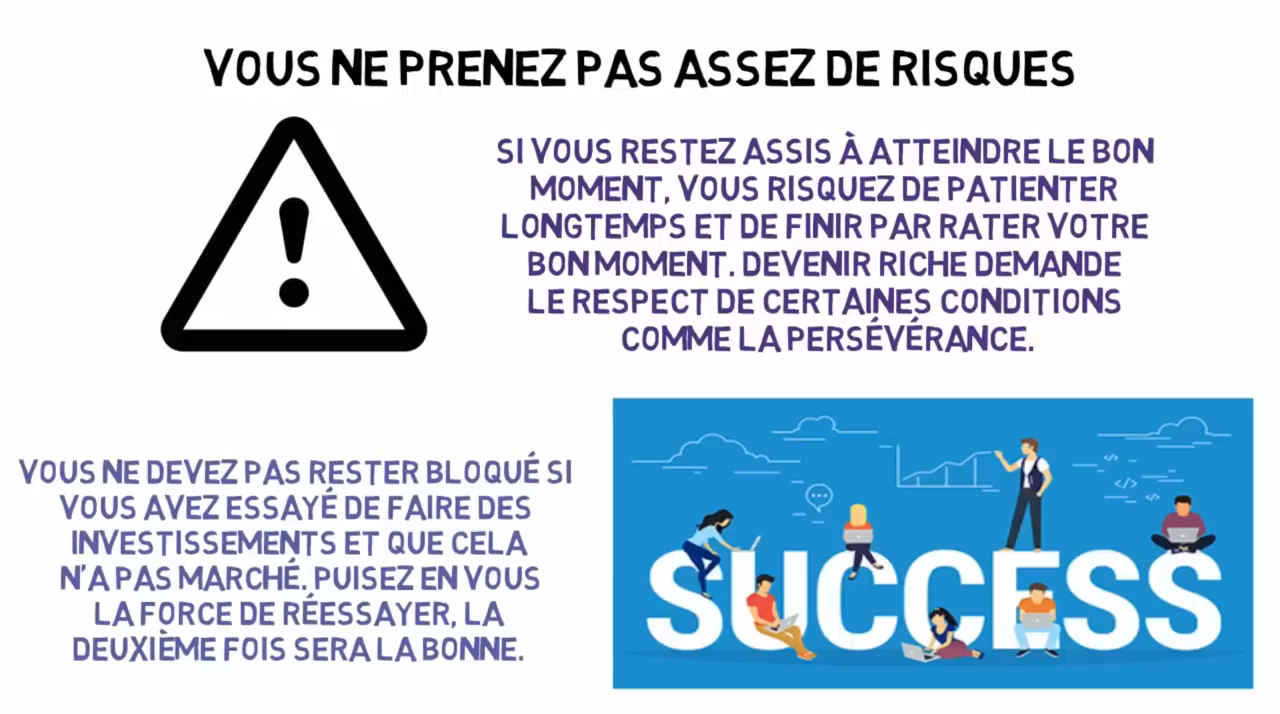 VOUS NE PRENEZ PAS ASSEZ DE RISQUES
SI VOUS RESTEZ ASSIS À ATTEINDRE LE BON
MOMENT, VOUS RISQUEZ DE PATIENTER
LONGTEMPS ET DE FINIR PAR RATER VOTRE
BON MOMENT. DEVENIR RICHE DEMANDE
LE RESPECT DE CERTAINES CONDITIONS
COMME LA PERSÉVÉRANCE.
VOUS NE DEVEZ PAS RESTER BLOQUÉ SI
VOUS AVEZ ESSAYÉ DE FAIRE DES
INVESTISSEMENTS ET QUE CELA
N'A PAS MARCHÉ. PUISEZ EN VOUS
LA FORCE DE RÉESSAYER, LA
DEUXIÈME FOIS SERA LA BONNE.
SUCCESS